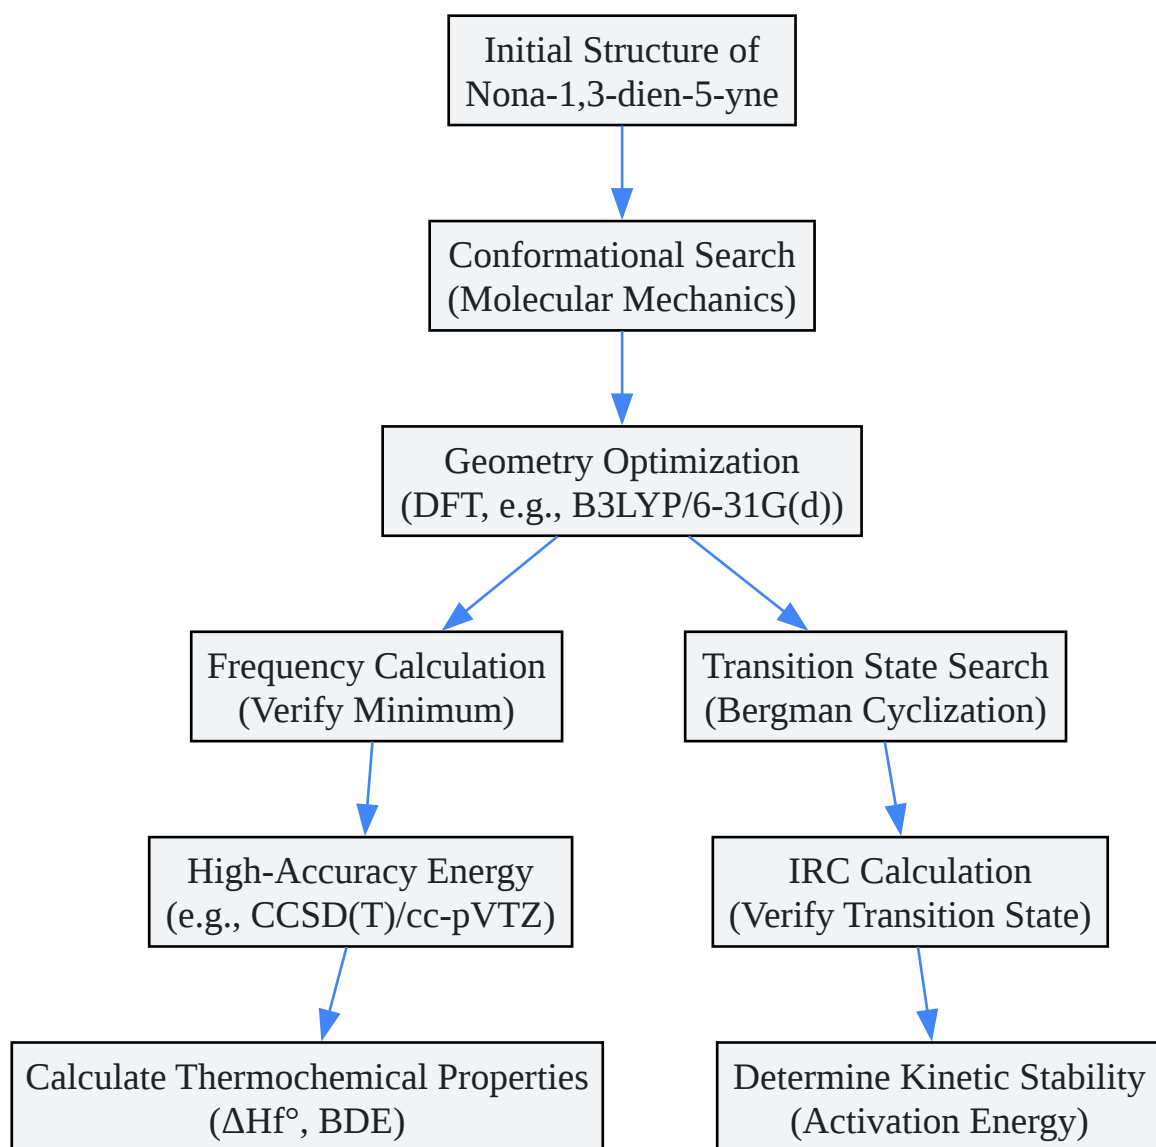 Initial Structure of
Nona-1,3-dien-5-yne
Conformational Search
(Molecular Mechanics)
Geometry Optimization
(DFT, e.g., B3LYP/6-31G(d))
Frequency Calculation
(Verify Minimum)
Transition State Search
(Bergman Cyclization)
High-Accuracy Energy
(e.g., CCSD(T)/cc-pVTZ)
IRC Calculation
(Verify Transition State)
Calculate Thermochemical Properties
(ΔHf°, BDE)
Determine Kinetic Stability
(Activation Energy)